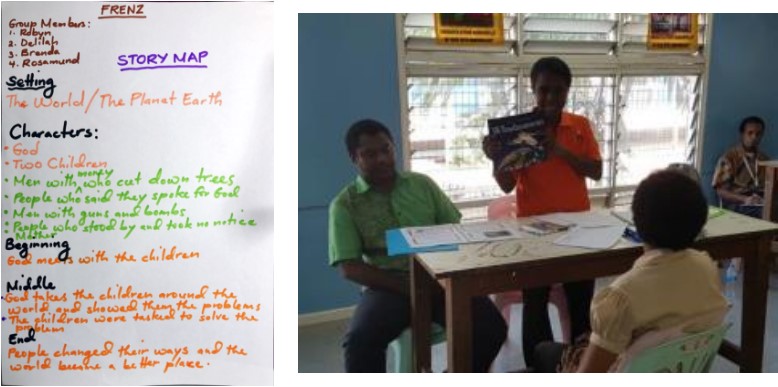 FRENZ
Group Members:
1. Robyn
2. Delilah
3. Brenda
4. Rosamund
STORY MAP
Setting
The World/The Planet Earth
Characters:
• God
• Two Children
• Men with money who cut down trees
• People who said they spoke for God
• Men with guns and bombs
• People who stood by and took no notice
Mother
Beginning
God meets with the children
Middle
• God takes the children around the
world and showed them the problems
• The children were tasked to solve the
problem
End
People changed their ways and the
world became a better place.